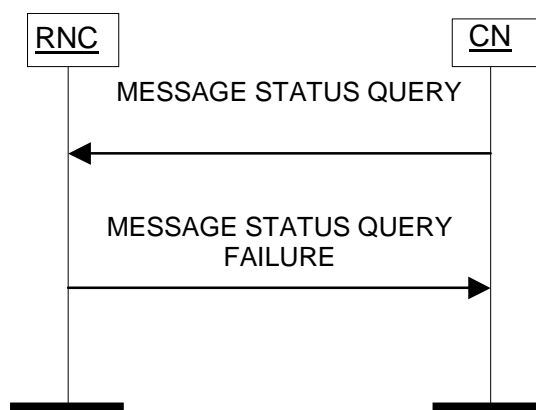 RNC
CN
MESSAGE STATUS QUERY
MESSAGE STATUS QUERY
FAILURE